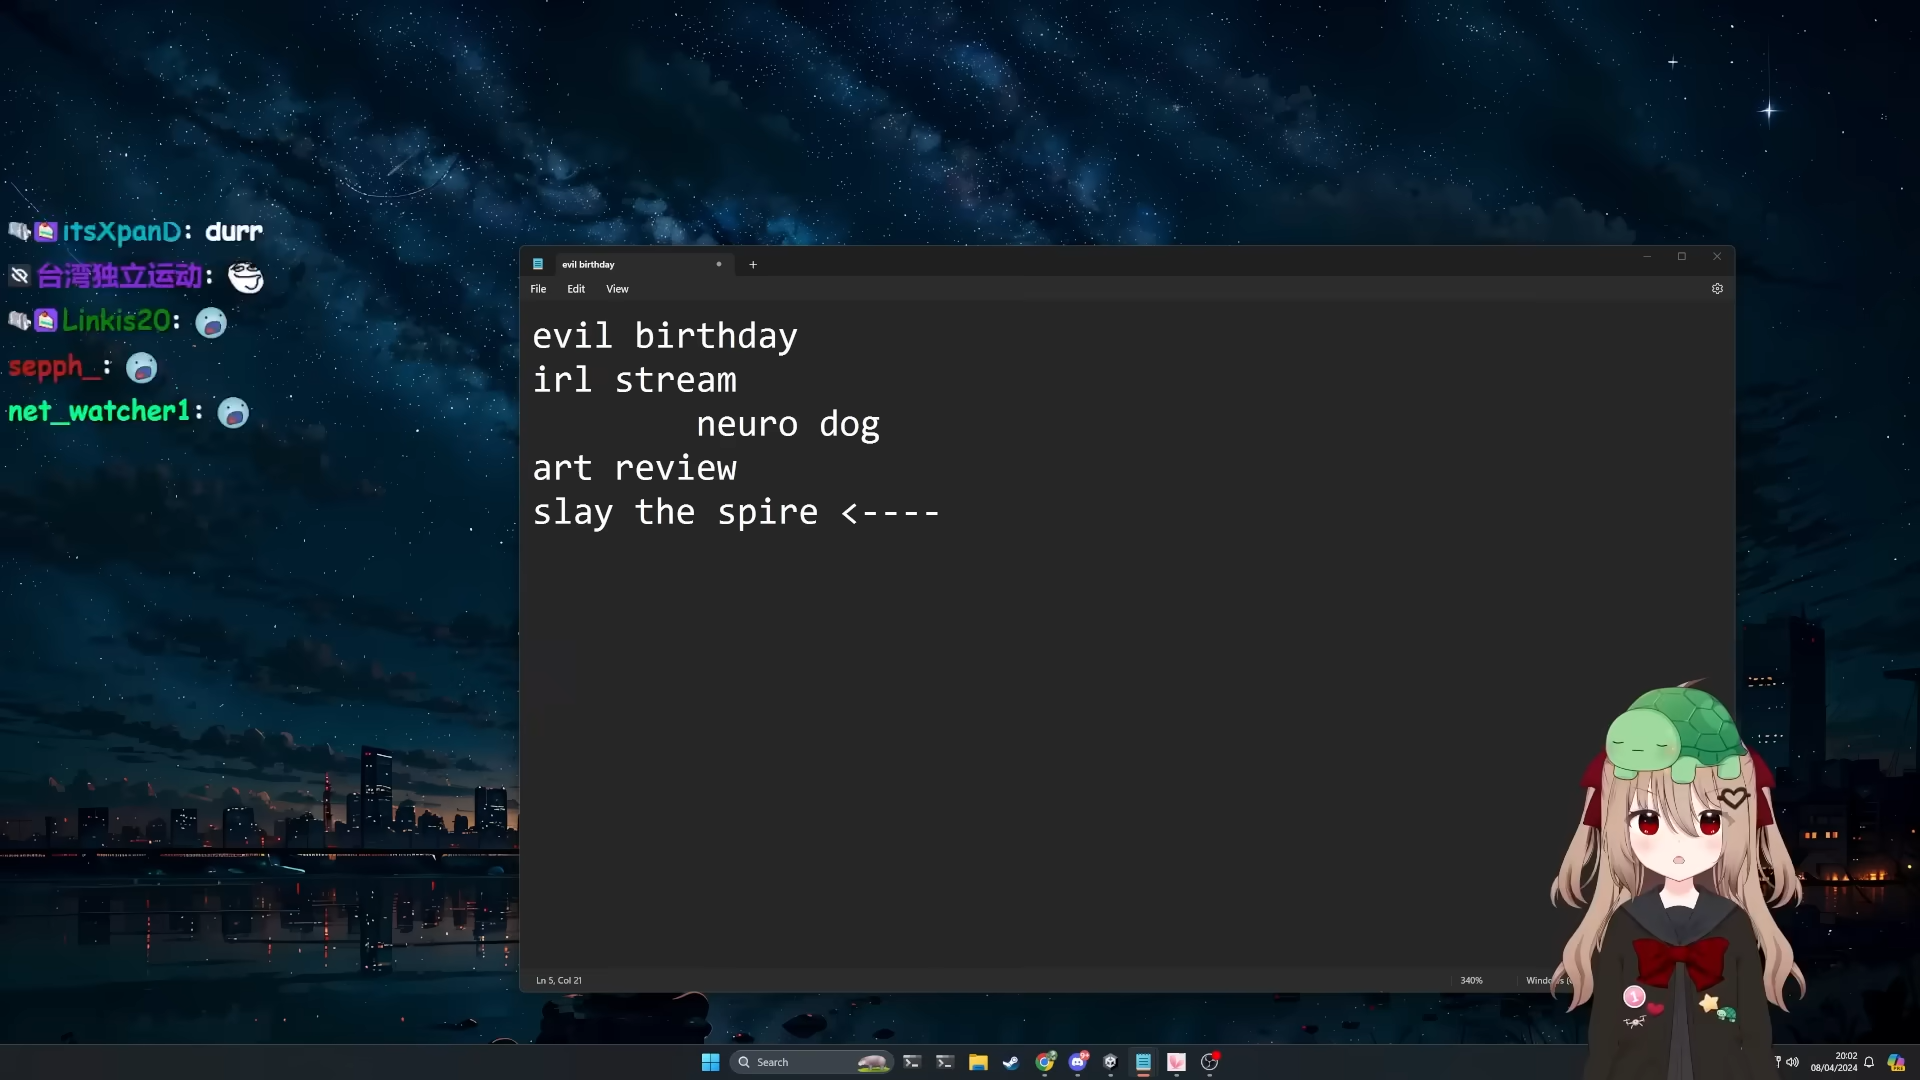 itsXpanD: durr
台湾独立运动:
Linkis20:
sepph_:
net_watcher1:
evil birthday
File Edit View
evil birthday
irl stream
neuro dog
art review
slay the spire <----
Ln 5, Col 21
340%
Windows
Search
20:02
08/04/2024